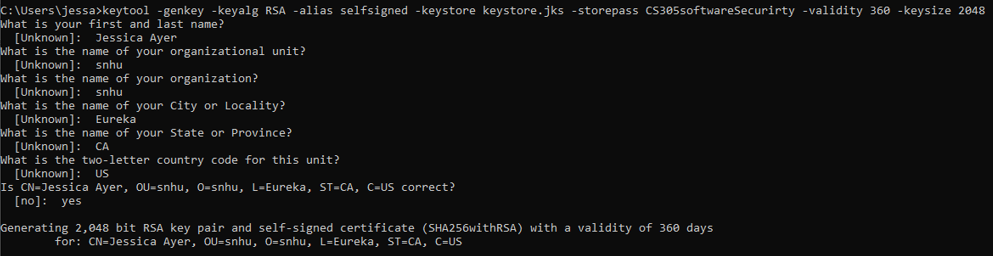 C:\Users\jessa>keytool -genkey -keyalg RSA -alias selfsigned -keystore keystore.jks -storepass CS305softwareSecurirty -validity 360 -keysize 2048
What is your first and last name?
  [Unknown]:  Jessica Ayer
What is the name of your organizational unit?
  [Unknown]:  snhu
What is the name of your organization?
  [Unknown]:  snhu
What is the name of your City or Locality?
  [Unknown]:  Eureka
What is the name of your State or Province?
  [Unknown]:  CA
What is the two-letter country code for this unit?
  [Unknown]:  US
Is CN=Jessica Ayer, OU=snhu, O=snhu, L=Eureka, ST=CA, C=US correct?
  [no]:  yes

Generating 2,048 bit RSA key pair and self-signed certificate (SHA256withRSA) with a validity of 360 days
        for: CN=Jessica Ayer, OU=snhu, O=snhu, L=Eureka, ST=CA, C=US